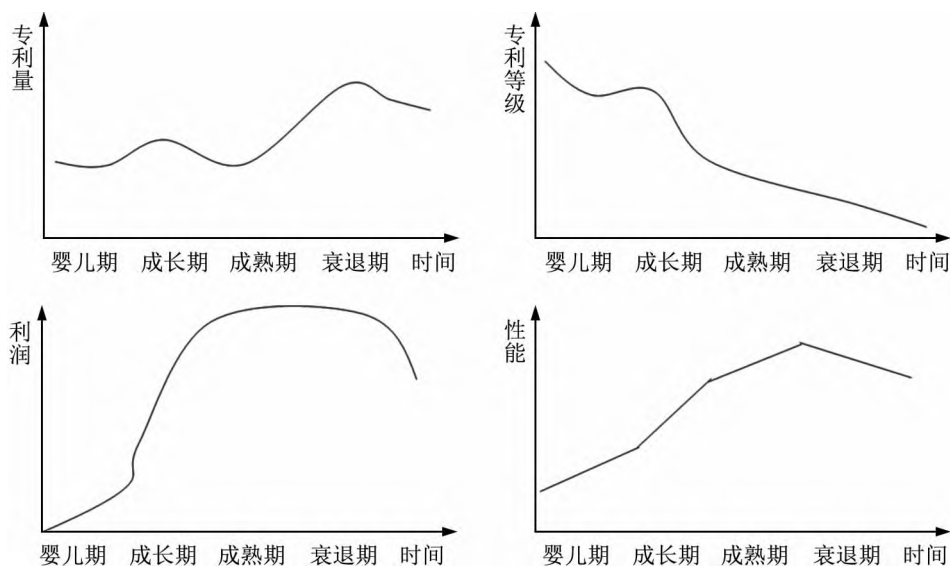 专利量
婴儿期 成长期 成熟期 衰退期 时间
专利等级
婴儿期 成长期 成熟期 衰退期 时间
利润
婴儿期 成长期 成熟期 衰退期 时间
性能
婴儿期 成长期 成熟期 衰退期 时间